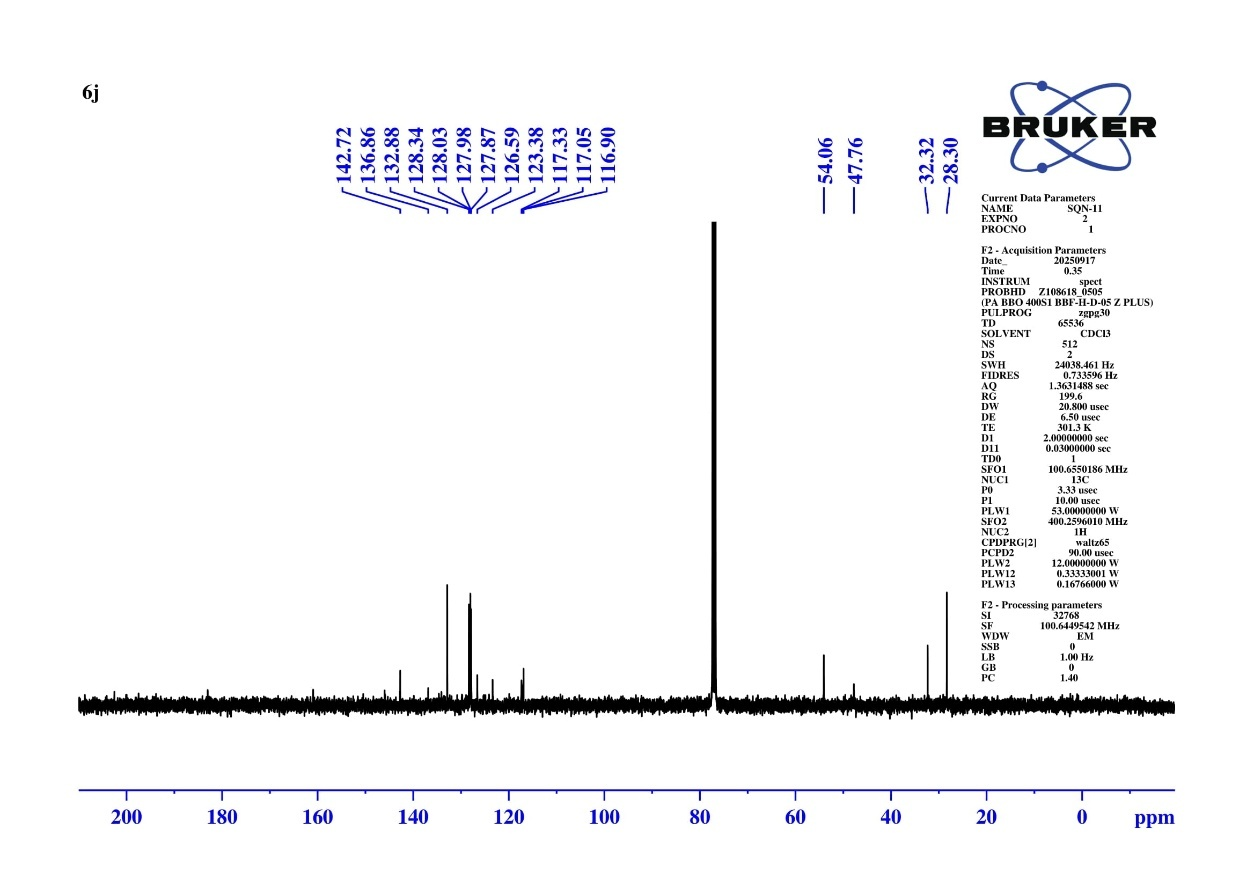 6j
142.72
136.86
132.88
128.34
128.03
127.98
127.87
126.59
123.38
117.33
117.05
116.90
54.06
47.76
32.32
28.30
BRUKER
Current Data Parameters
NAME SQN-11
EXPNO 2
PROCNO 1
F2 - Acquisition Parameters
Date_ 20250917
Time 0.35
INSTRUM spect
PROBHD Z108618_0505
(PA BBO 400S1 BBF-H-D-05 Z PLUS)
PULPROG zgpg30
TD 65536
SOLVENT CDCl3
NS 512
DS 2
SWH 24038.461 Hz
FIDRES 0.733596 Hz
AQ 1.3631488 sec
RG 199.6
DW 20.800 usec
DE 6.50 usec
TE 301.3 K
D1 2.00000000 sec
D11 0.03000000 sec
TD0 1
SFO1 100.6550186 MHz
NUC1 13C
P0 3.33 usec
P1 10.00 usec
PLW1 53.00000000 W
SFO2 400.2596010 MHz
NUC2 1H
CPDPRG[2] waltz65
PCPD2 90.00 usec
PLW2 12.00000000 W
PLW12 0.33333001 W
PLW13 0.16766000 W
F2 - Processing parameters
SI 32768
SF 100.6449542 MHz
WDW EM
SSB 0
LB 1.00 Hz
GB 0
PC 1.40
200 180 160 140 120 100 80 60 40 20 0 ppm